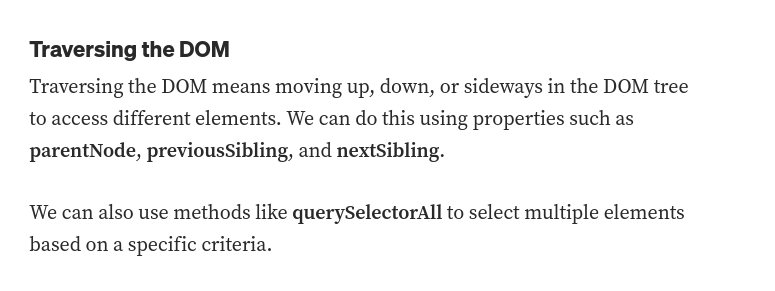 Traversing the DOM
Traversing the DOM means moving up, down, or sideways in the DOM tree
to access different elements. We can do this using properties such as
parentNode, previousSibling, and nextSibling.
We can also use methods like querySelectorAll to select multiple elements
based on a specific criteria.